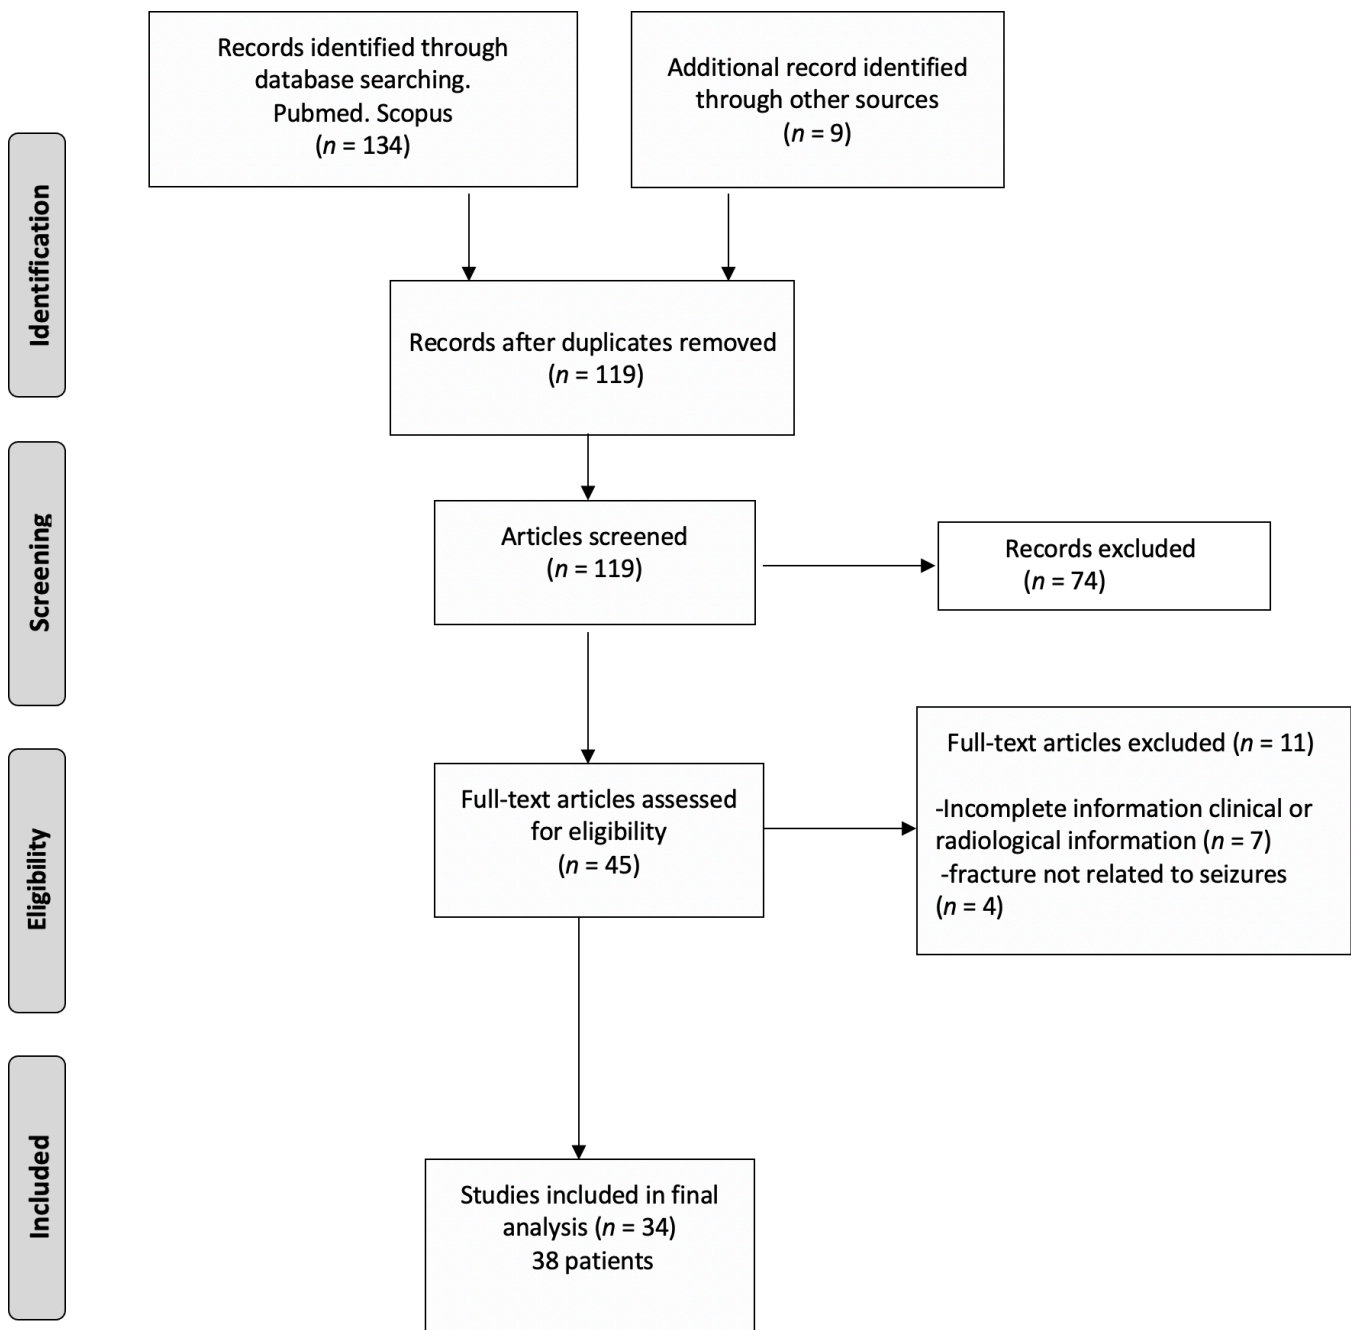 Records identified through
database searching.
Pubmed. Scopus
(n = 134)
Additional record identified
through other sources
(n = 9)
Identification
Records after duplicates removed
(n = 119)
Screening
Articles screened
(n = 119)
Records excluded
(n = 74)
Eligibility
Full-text articles assessed
for eligibility
(n = 45)
Full-text articles excluded (n = 11)
-Incomplete information clinical or
radiological information (n = 7)
-fracture not related to seizures
(n = 4)
Included
Studies included in final
analysis (n = 34)
38 patients